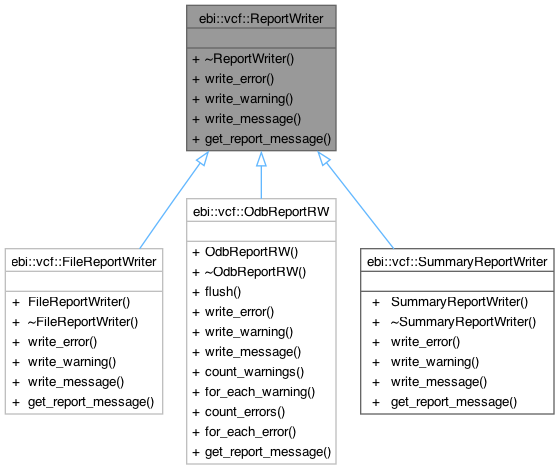 ebi::vcf::ReportWriter
+ ~ReportWriter()
+ write_error()
+ write_warning()
+ write_message()
+ get_report_message()
ebi::vcf::FileReportWriter
+ FileReportWriter()
+ ~FileReportWriter()
+ write_error()
+ write_warning()
+ write_message()
+ get_report_message()
ebi::vcf::OdbReportRW
+ OdbReportRW()
+ ~OdbReportRW()
+ flush()
+ write_error()
+ write_warning()
+ write_message()
+ count_warnings()
+ for_each_warning()
+ count_errors()
+ for_each_error()
+ get_report_message()
ebi::vcf::SummaryReportWriter
+ SummaryReportWriter()
+ ~SummaryReportWriter()
+ write_error()
+ write_warning()
+ write_message()
+ get_report_message()